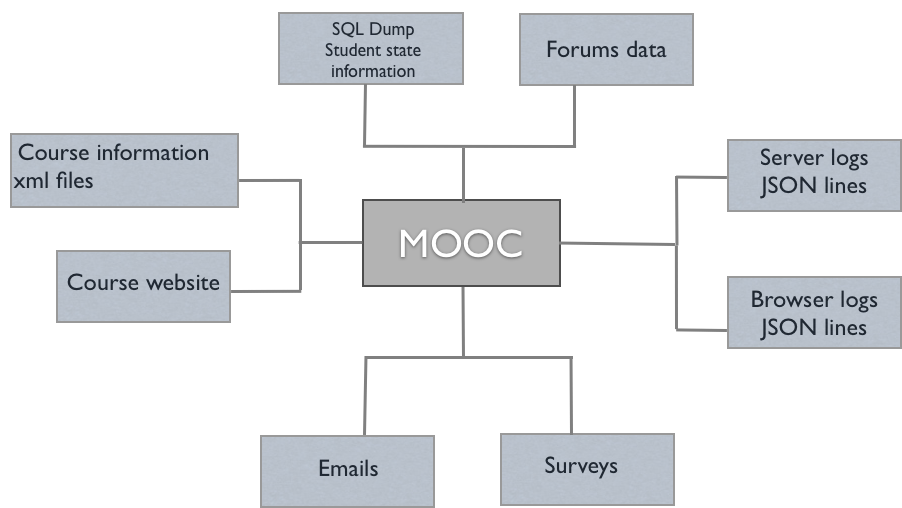 SQL Dump
Student state
information
Forums data
Course information
xml files
Server logs
JSON lines
MOOC
Course website
Browser logs
JSON lines
Emails
Surveys